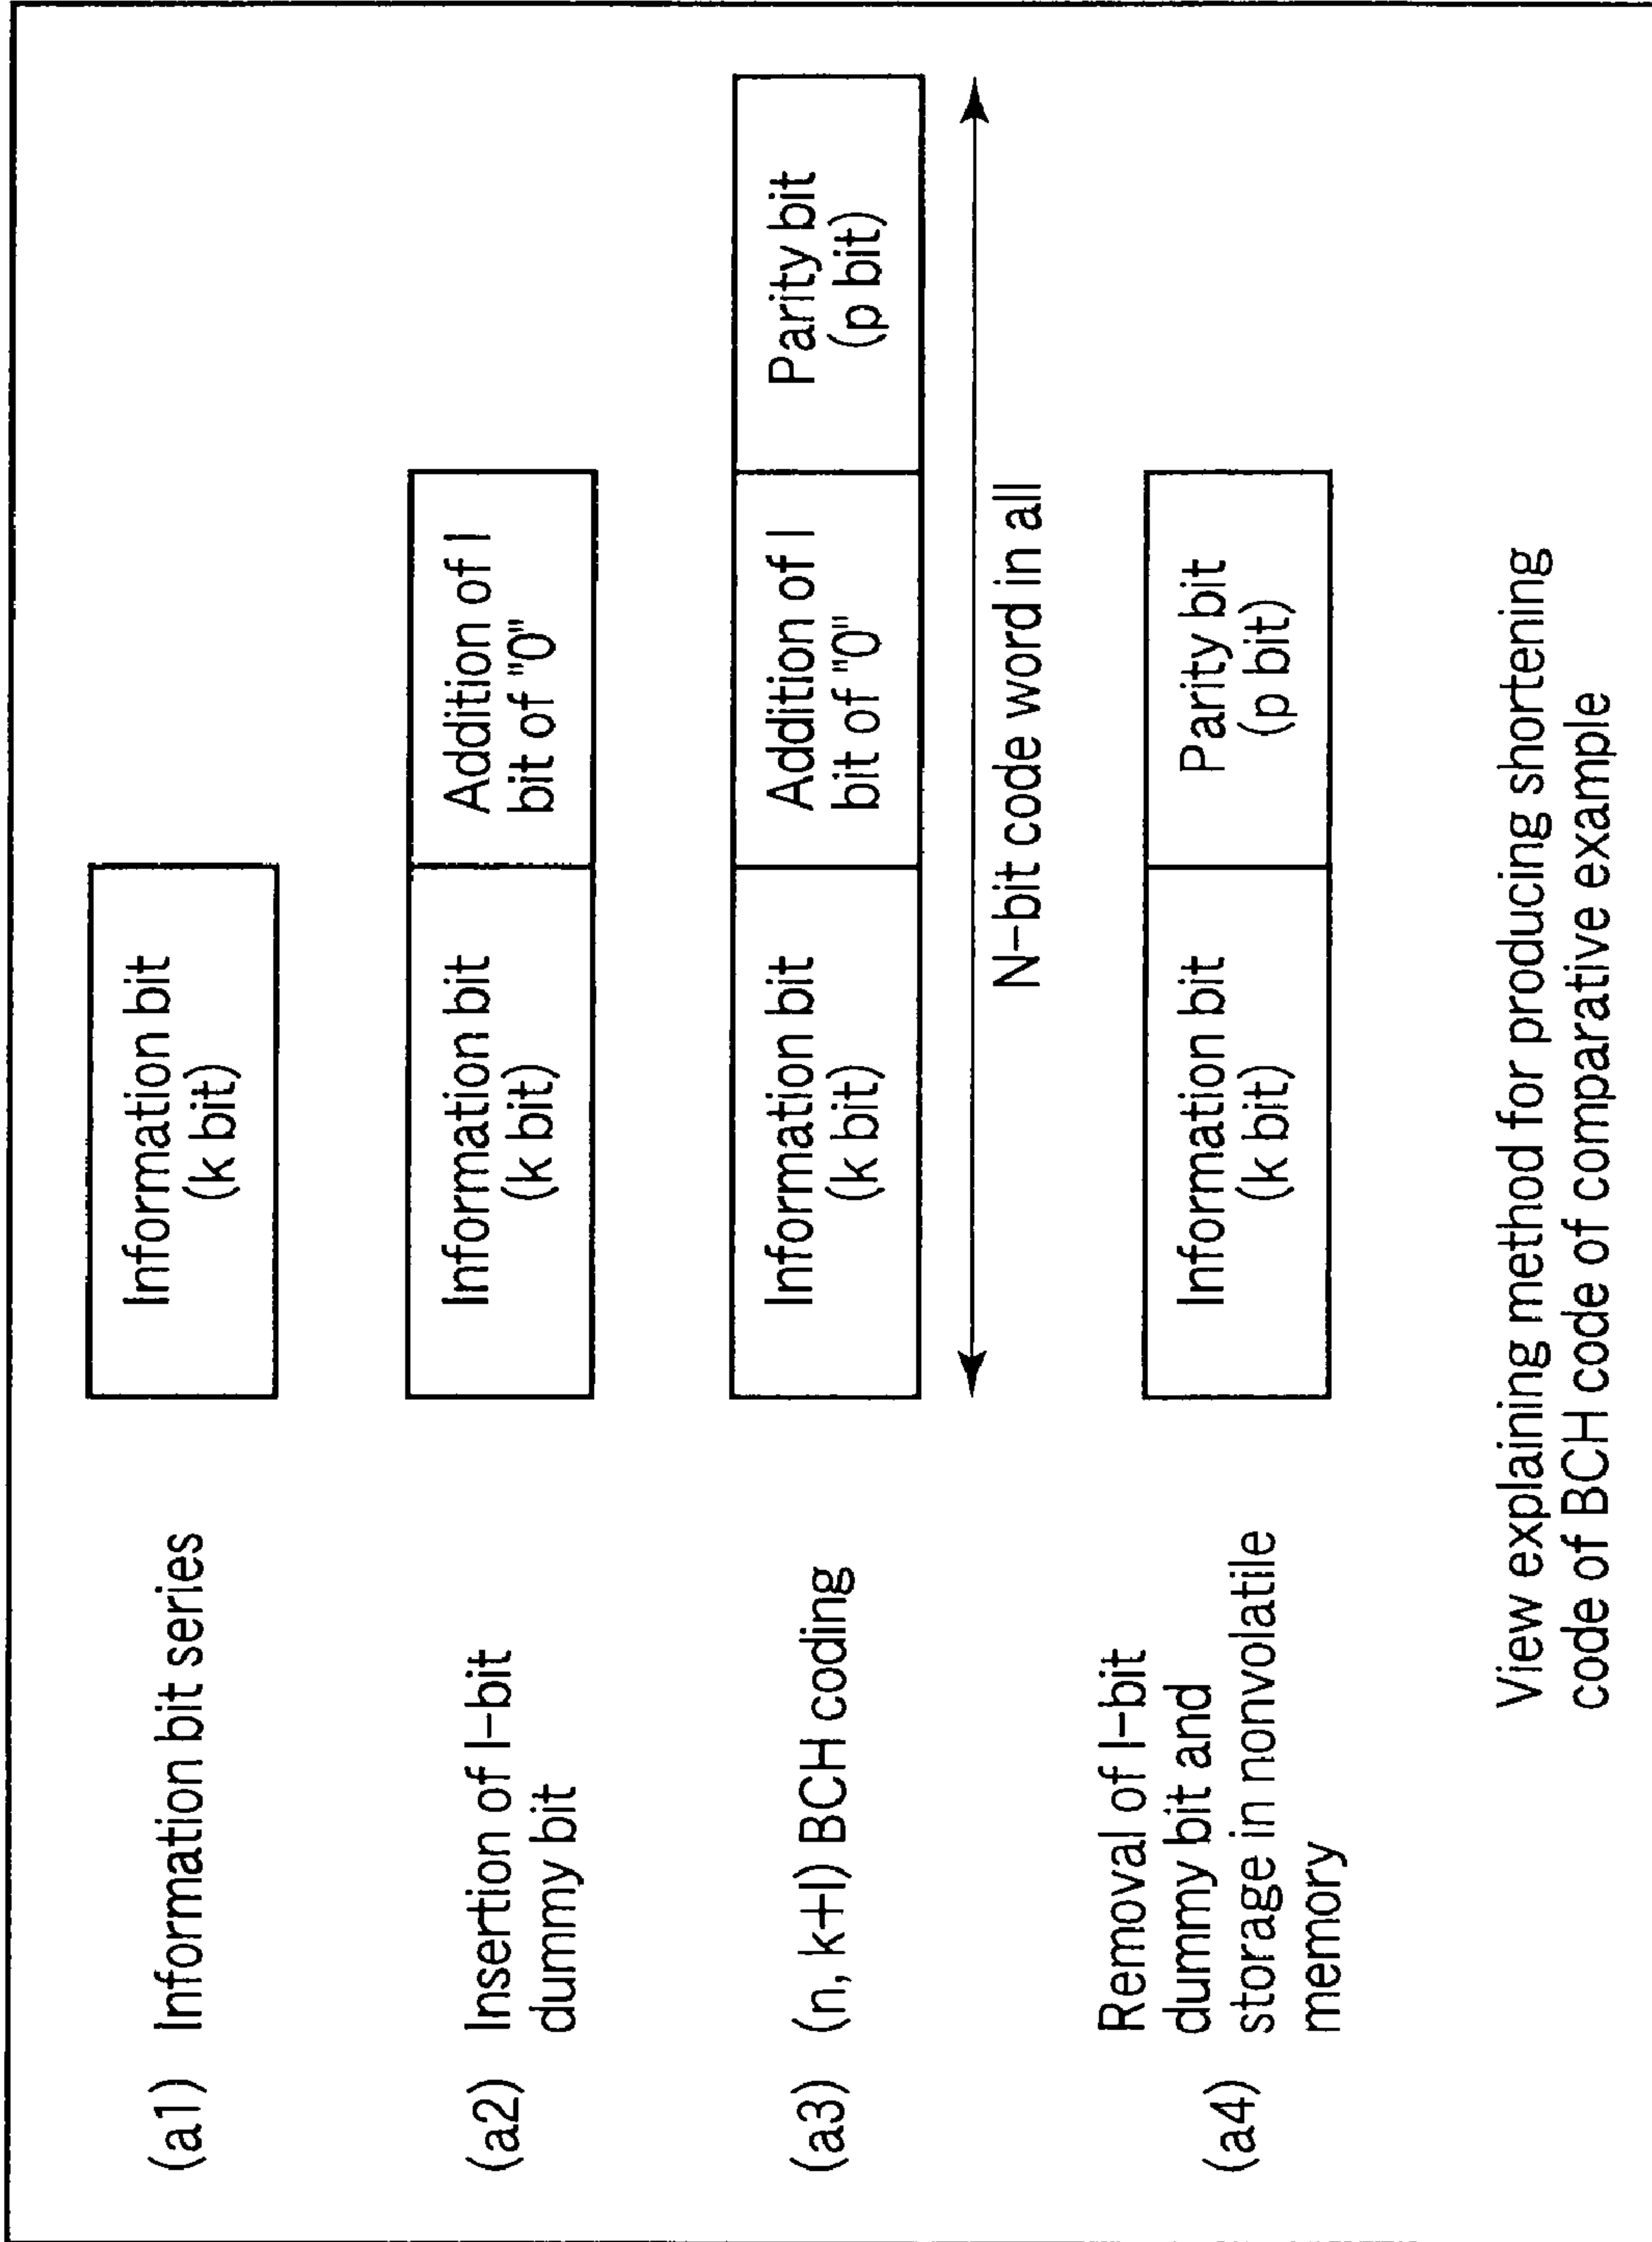 (a1) Information bit series
Information bit
(k bit)
(a2) Insertion of l-bit
dummy bit
Information bit
(k bit)
Addition of l
bit of "0"
(a3) (n, k+l) BCH coding
Information bit
(k bit)
Addition of l
bit of "0"
Parity bit
(p bit)
N-bit code word in all
(a4) Removal of l-bit
dummy bit and
storage in nonvolatile
memory
Information bit
(k bit)
Parity bit
(p bit)
View explaining method for producing shortening
code of BCH code of comparative example